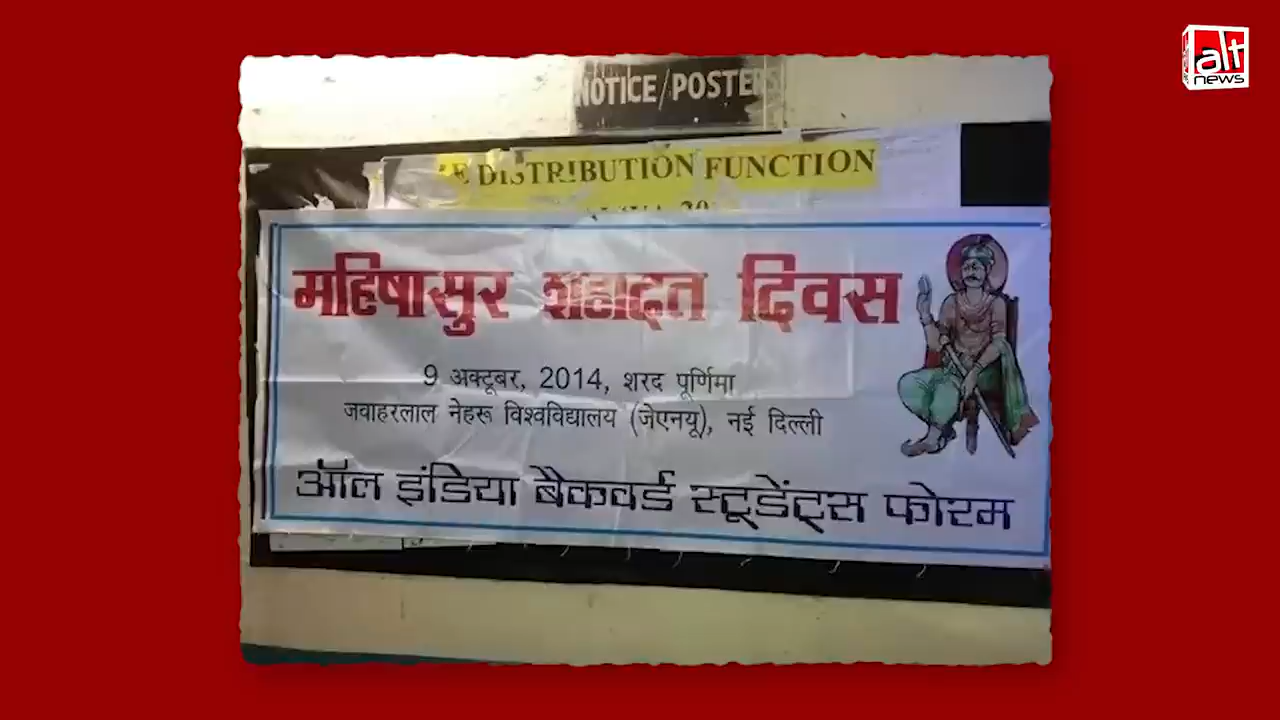 alt
news
NOTICE/POSTERS
E DISTRIBUTION FUNCTION
महिषासुर शहादत दिवस
9 अक्टूबर, 2014, शरद पूर्णिमा
जवाहरलाल नेहरू विश्वविद्यालय (जेएनयू), नई दिल्ली
ऑल इंडिया बैकवर्ड स्टूडेंट्स फोरम